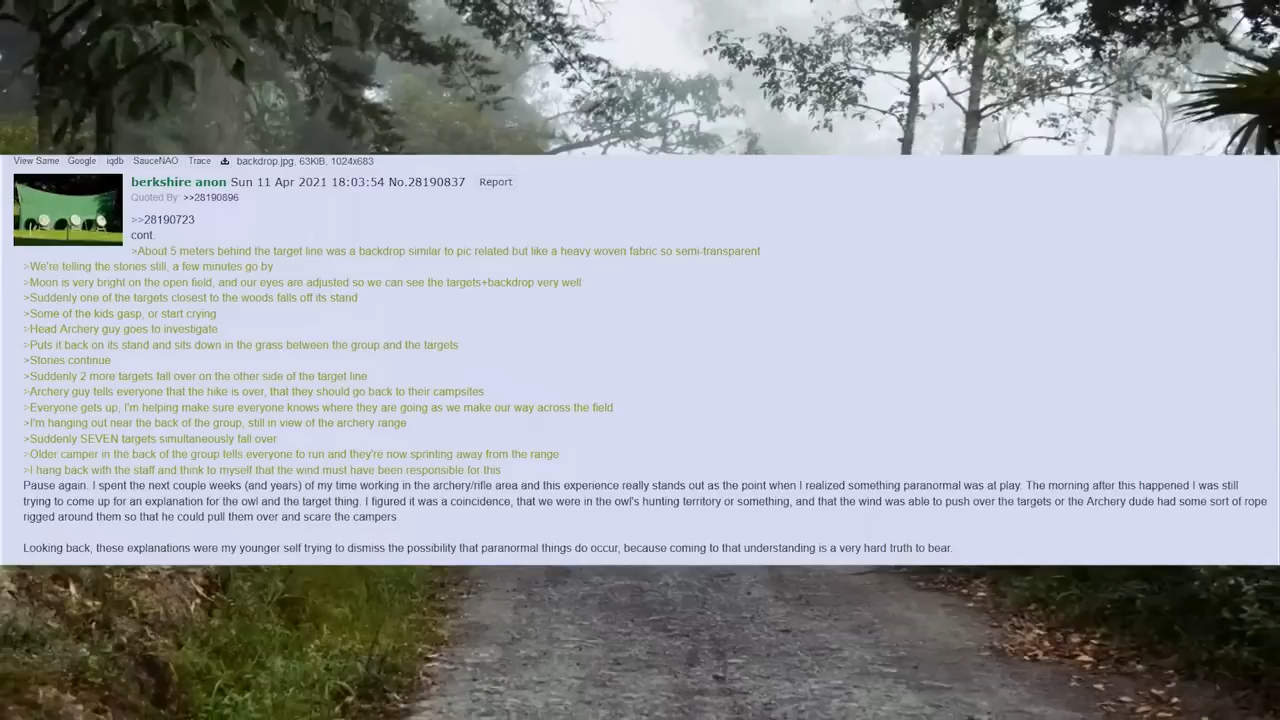 View Same Google iqdb SauceNAO Trace backdrop.jpg, 63KiB, 1024x683
berkshire anon Sun 11 Apr 2021 18:03:54 No.28190837 Report
Quoted By: >>28190896
>>28190723
cont.
>About 5 meters behind the target line was a backdrop similar to pic related but like a heavy woven fabric so semi-transparent
>We're telling the stories still, a few minutes go by
>Moon is very bright on the open field, and our eyes are adjusted so we can see the targets+backdrop very well
>Suddenly one of the targets closest to the woods falls off its stand
>Some of the kids gasp, or start crying
>Head Archery guy goes to investigate
>Puts it back on its stand and sits down in the grass between the group and the targets
>Stories continue
>Suddenly 2 more targets fall over on the other side of the target line
>Archery guy tells everyone that the hike is over, that they should go back to their campsites
>Everyone gets up, I'm helping make sure everyone knows where they are going as we make our way across the field
>I'm hanging out near the back of the group, still in view of the archery range
>Suddenly SEVEN targets simultaneously fall over
>Older camper in the back of the group tells everyone to run and they're now sprinting away from the range
>I hang back with the staff and think to myself that the wind must have been responsible for this
Pause again. I spent the next couple weeks (and years) of my time working in the archery/rifle area and this experience really stands out as the point when I realized something paranormal was at play. The morning after this happened I was still
trying to come up for an explanation for the owl and the target thing. I figured it was a coincidence, that we were in the owl's hunting territory or something, and that the wind was able to push over the targets or the Archery dude had some sort of rope
rigged around them so that he could pull them over and scare the campers.
Looking back, these explanations were my younger self trying to dismiss the possibility that paranormal things do occur, because coming to that understanding is a very hard truth to bear.